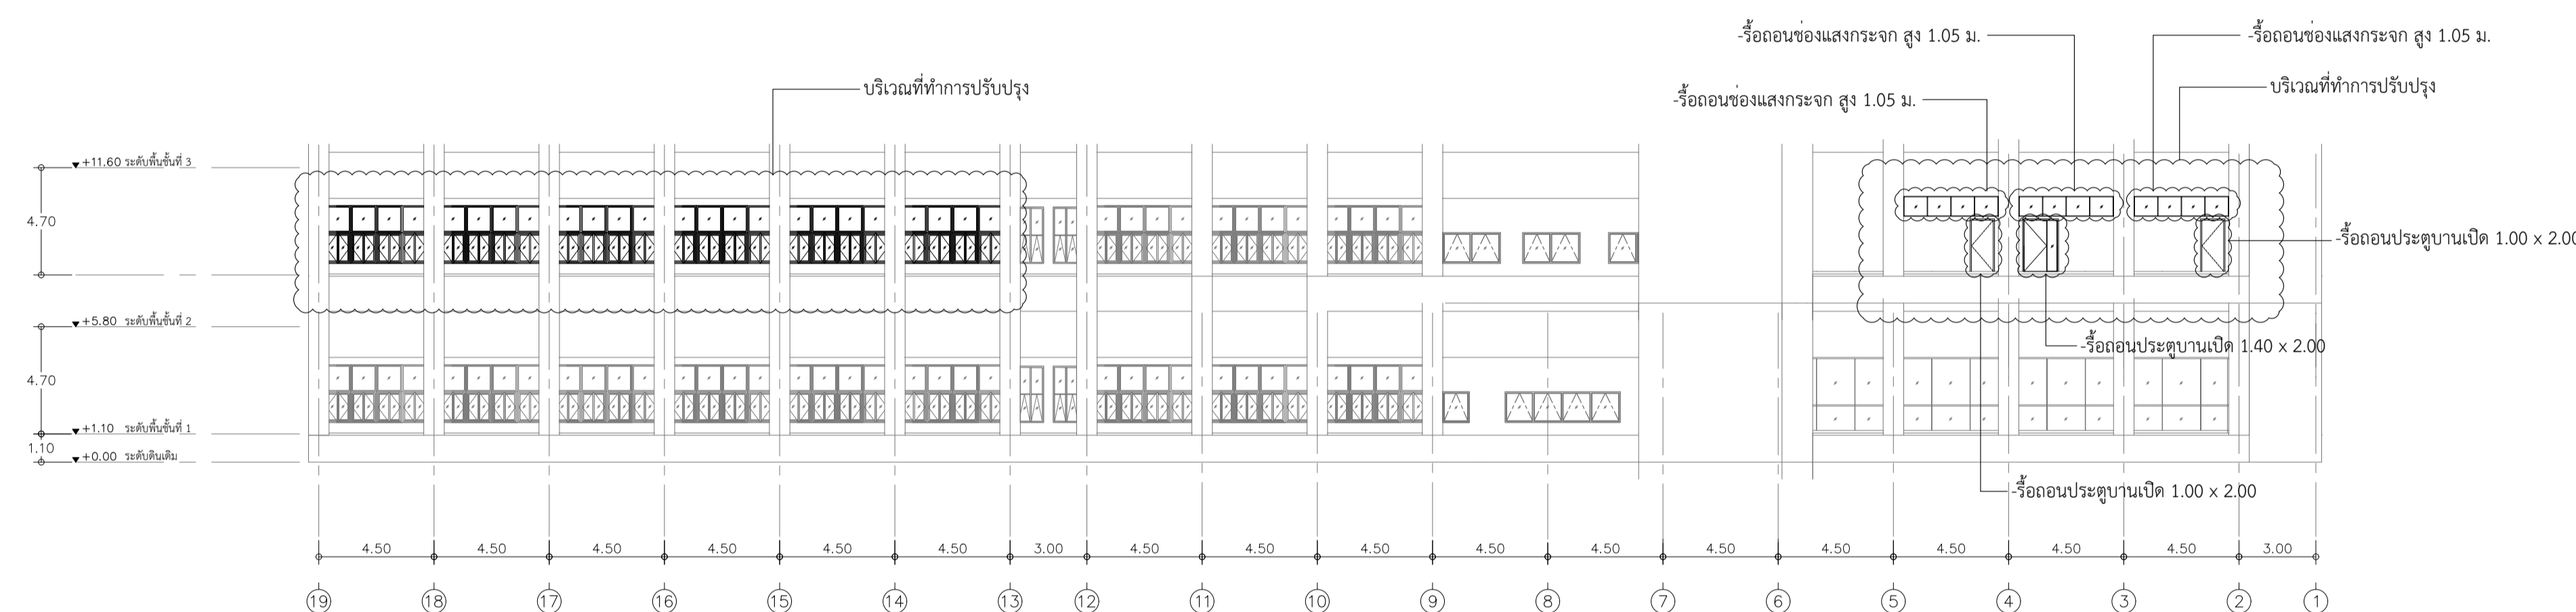 -รื้อถอนช่องแสงกระจก สูง 1.05 ม.
-รื้อถอนช่องแสงกระจก สูง 1.05 ม.
บริเวณที่ทำการปรับปรุง
บริเวณที่ทำการปรับปรุง
-รื้อถอนช่องแสงกระจก สูง 1.05 ม.
+11.60 ระดับพื้นชั้นที่ 3
4.70
-รื้อถอนประตูบานเปิด 1.00 x 2.00
+5.80 ระดับพื้นชั้นที่ 2
-รื้อถอนประตูบานเปิด 1.40 x 2.00
4.70
+1.10 ระดับพื้นชั้นที่ 1
1.10
+0.00 ระดับดินเดิม
-รื้อถอนประตูบานเปิด 1.00 x 2.00
4.50 4.50 4.50 4.50 4.50 4.50 3.00 4.50 4.50 4.50 4.50 4.50 4.50 4.50 4.50 4.50 4.50 3.00
19 18 17 16 15 14 13 12 11 10 9 8 7 6 5 4 3 2 1